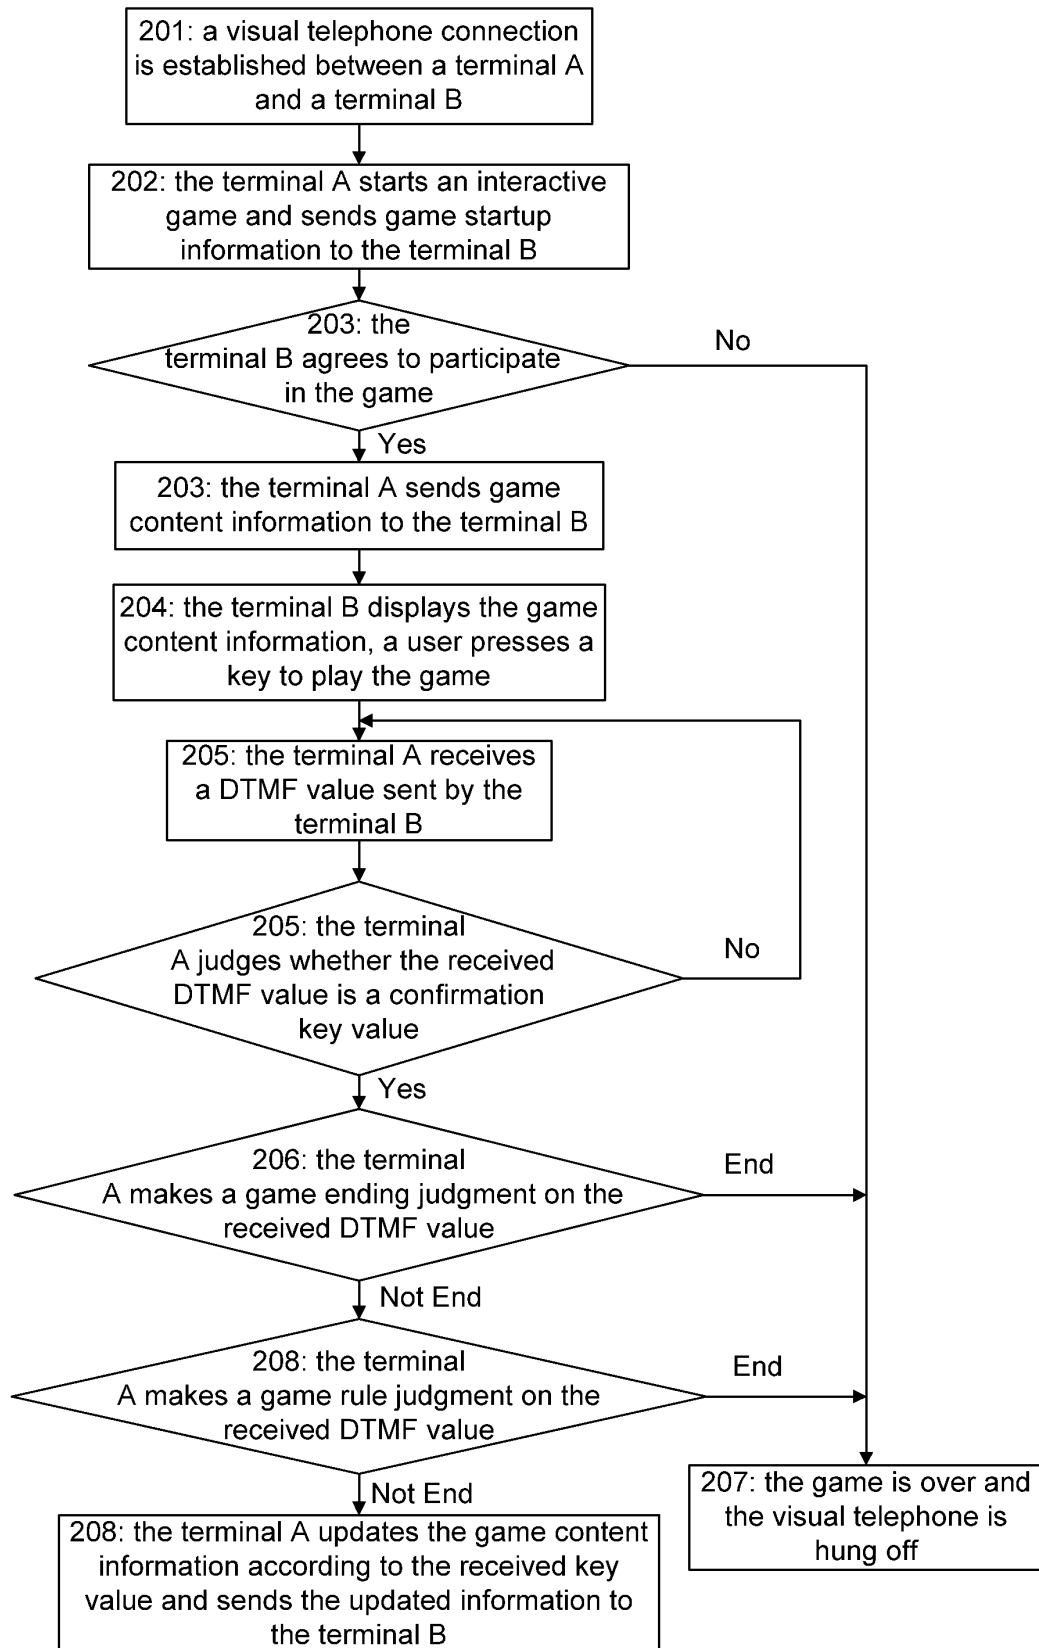 201: a visual telephone connection
is established between a terminal A
and a terminal B
202: the terminal A starts an interactive
game and sends game startup
information to the terminal B
203: the
terminal B agrees to participate
in the game
No
Yes
203: the terminal A sends game
content information to the terminal B
204: the terminal B displays the game
content information, a user presses a
key to play the game
205: the terminal A receives
a DTMF value sent by the
terminal B
205: the terminal
A judges whether the received
DTMF value is a confirmation
key value
No
Yes
206: the terminal
A makes a game ending judgment on the
received DTMF value
End
Not End
208: the terminal
A makes a game rule judgment on the
received DTMF value
End
Not End
207: the game is over and
the visual telephone is
hung off
208: the terminal A updates the game content
information according to the received key
value and sends the updated information to
the terminal B